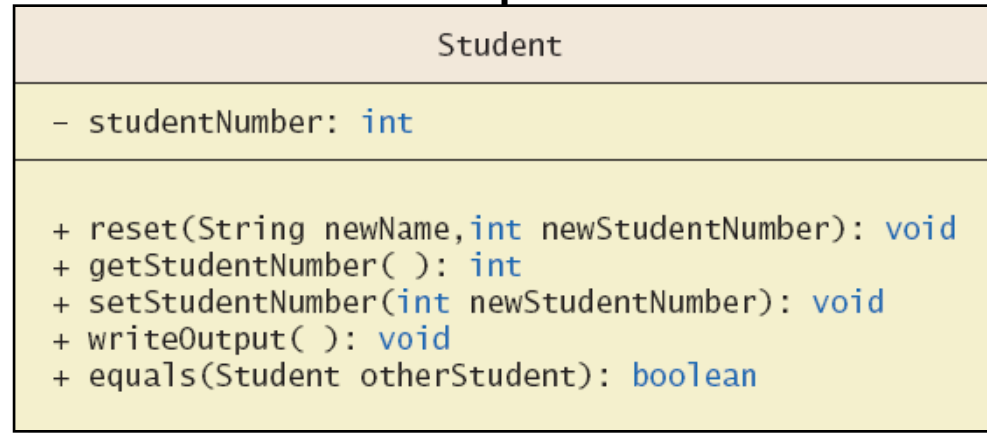 Student
- studentNumber: int
+ reset(String newName,int newStudentNumber): void
+ getStudentNumber( ): int
+ setStudentNumber(int newStudentNumber): void
+ writeOutput( ): void
+ equals(Student otherStudent): boolean